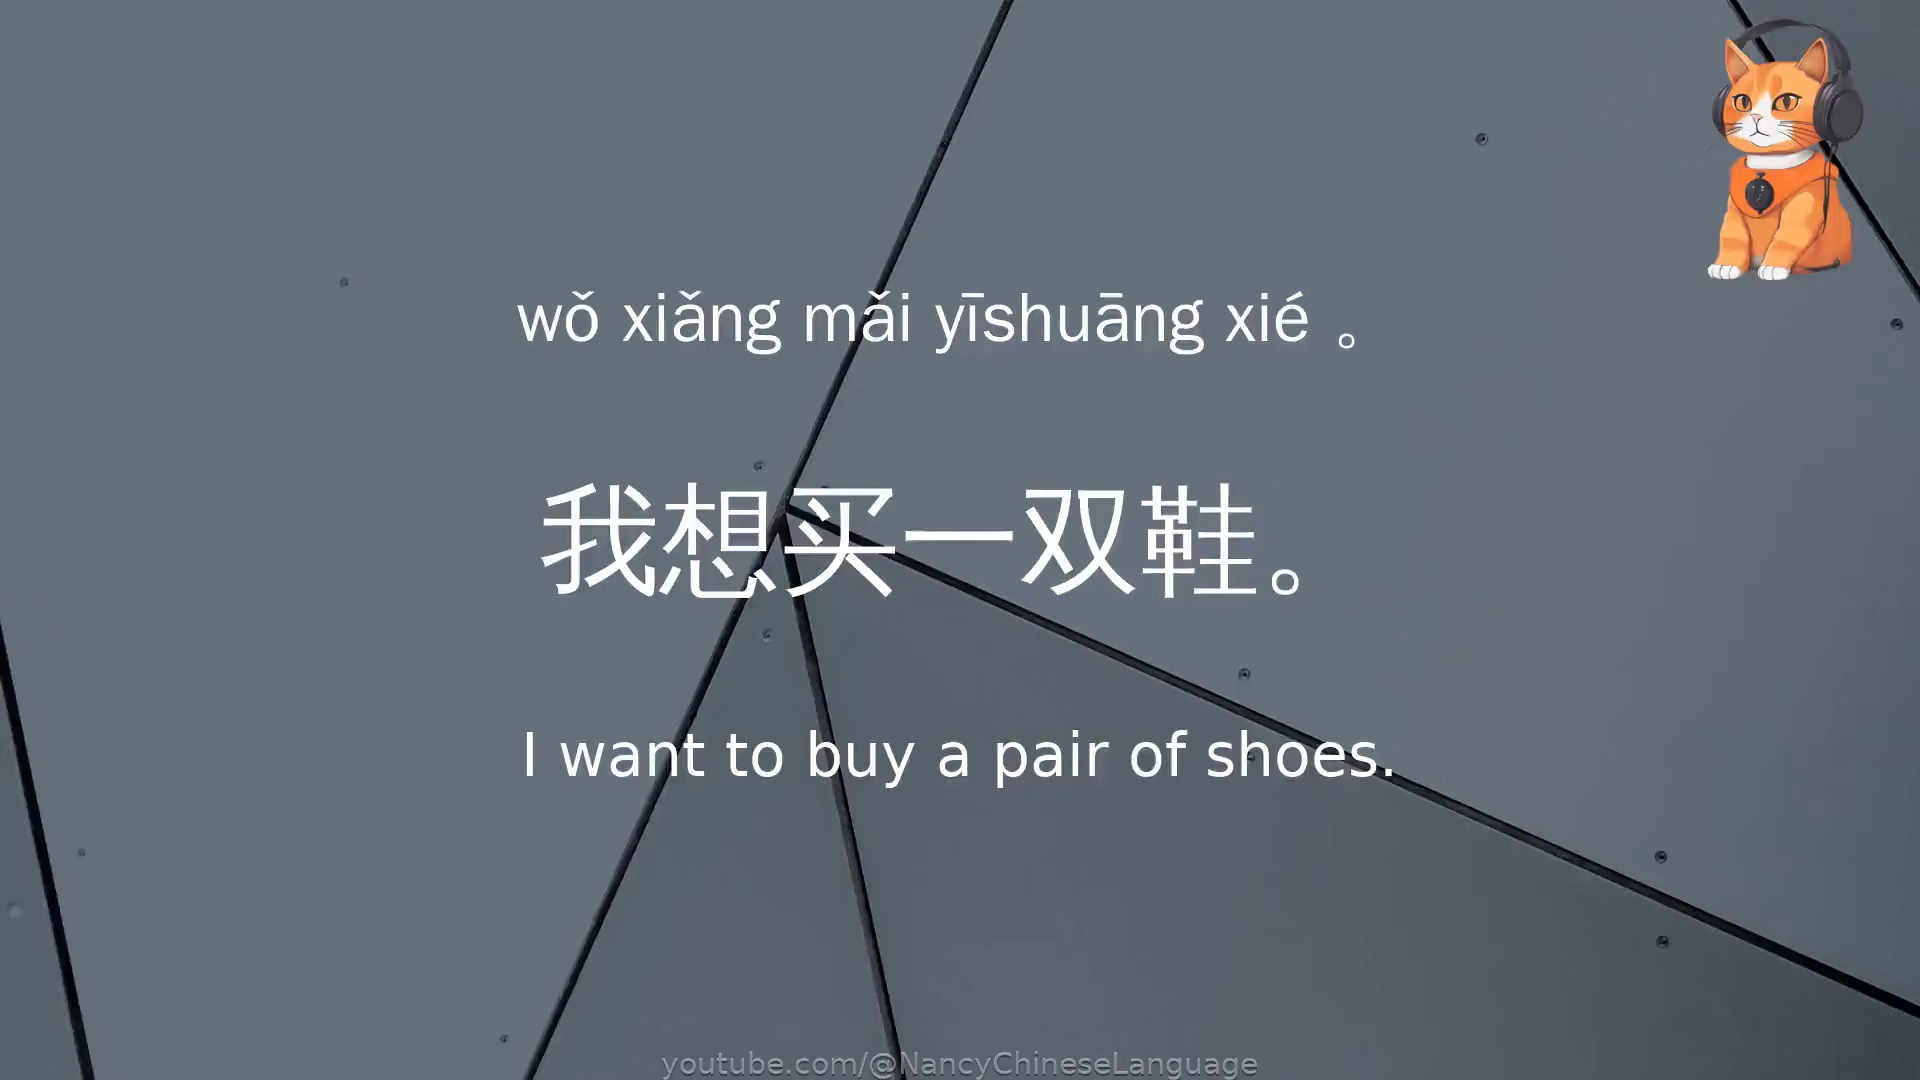 wǒ xiǎng mǎi yīshuāng xié 。
我想买一双鞋。
I want to buy a pair of shoes.
youtube.com/@NancyChineseLanguage